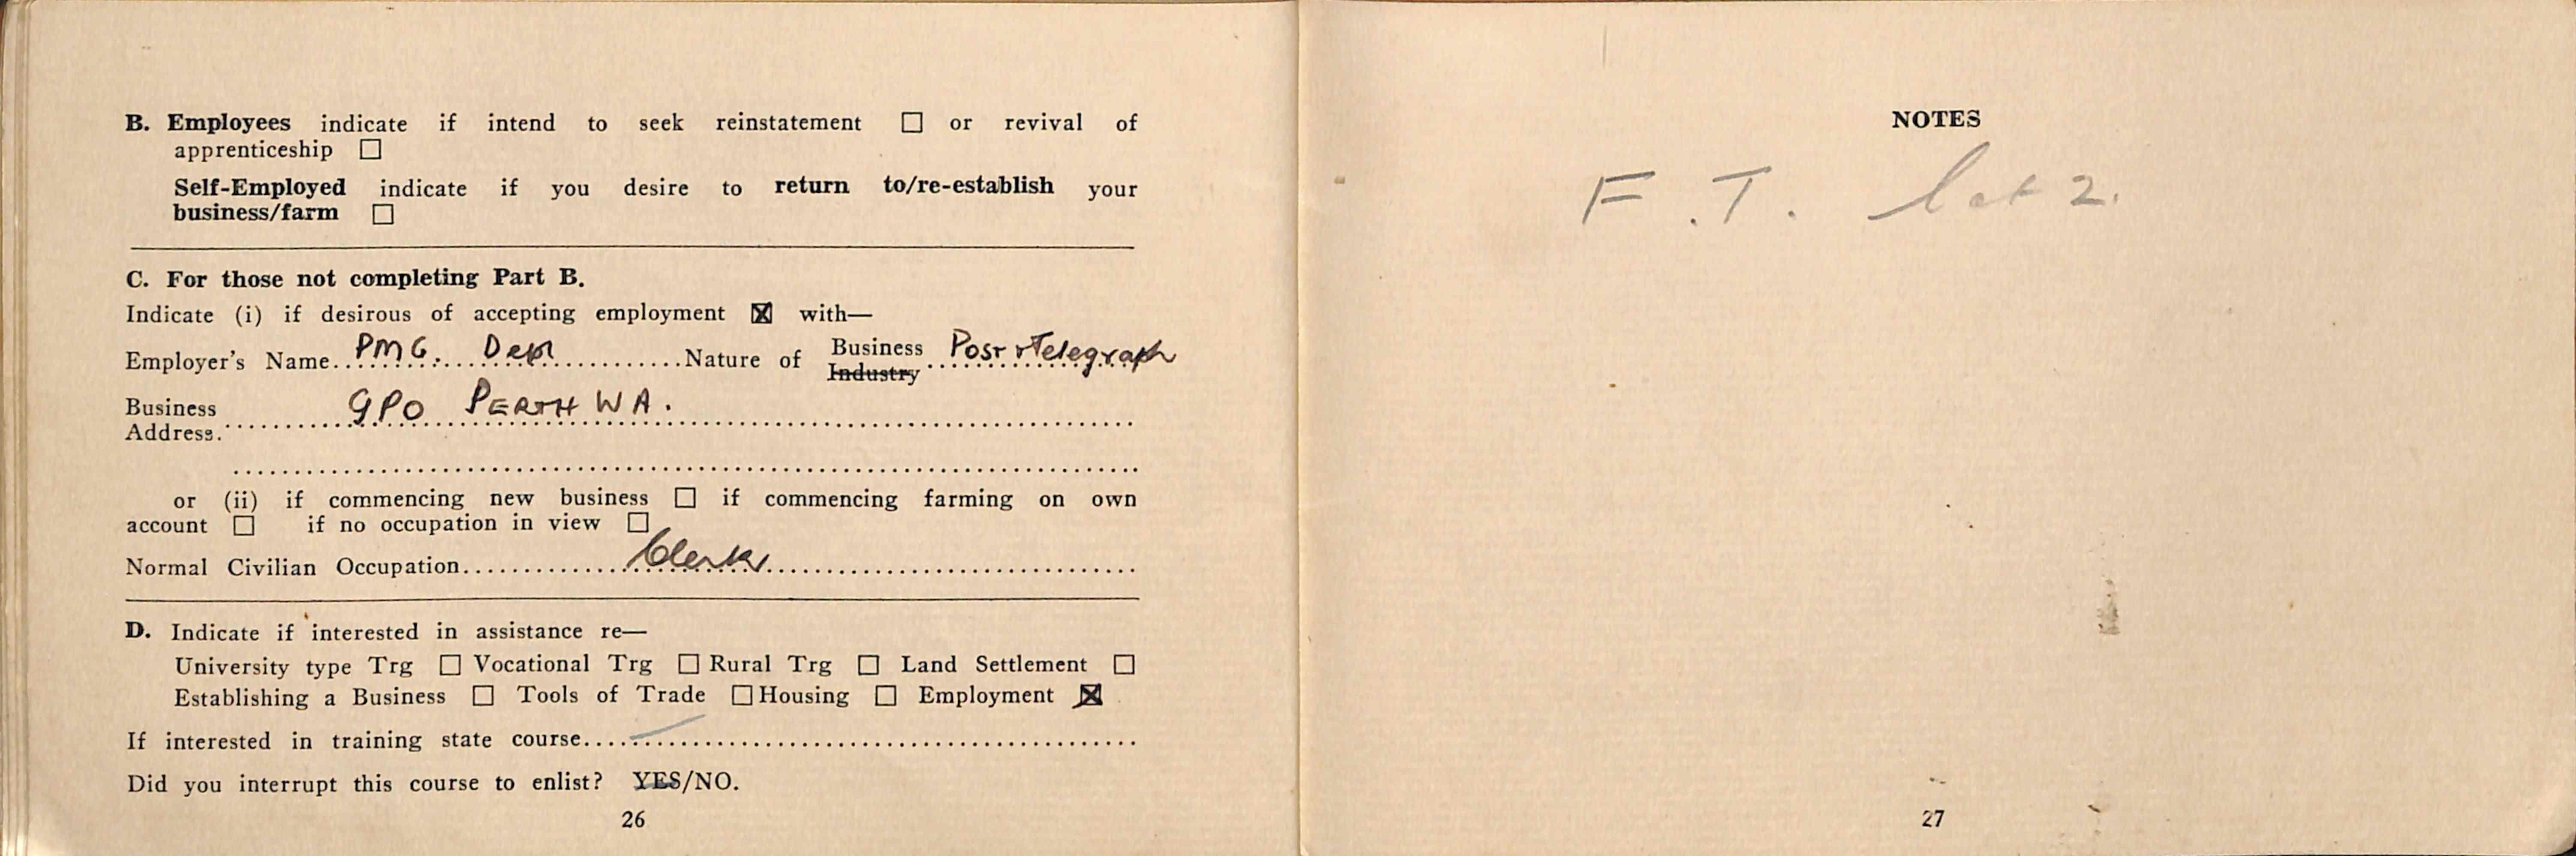 B. Employees indicate if intend to seek reinstatement ☐ or revival of
apprenticeship ☐
Self-Employed indicate if you desire to return to/re-establish your
business/farm ☐
C. For those not completing Part B.
Indicate (i) if desirous of accepting employment ☒ with—
Employer's Name PMG. Dept Nature of Business Post & Telegraph
Industry
Business GPO PERTH WA.
Address
or (ii) if commencing new business ☐ if commencing farming on own
account ☐ if no occupation in view ☐
Normal Civilian Occupation Clerk
D. Indicate if interested in assistance re—
University type Trg ☐ Vocational Trg ☐ Rural Trg ☐ Land Settlement ☐
Establishing a Business ☐ Tools of Trade ☐ Housing ☐ Employment ☒
If interested in training state course
Did you interrupt this course to enlist? YES/NO.
26
NOTES
F.T. 2.
27